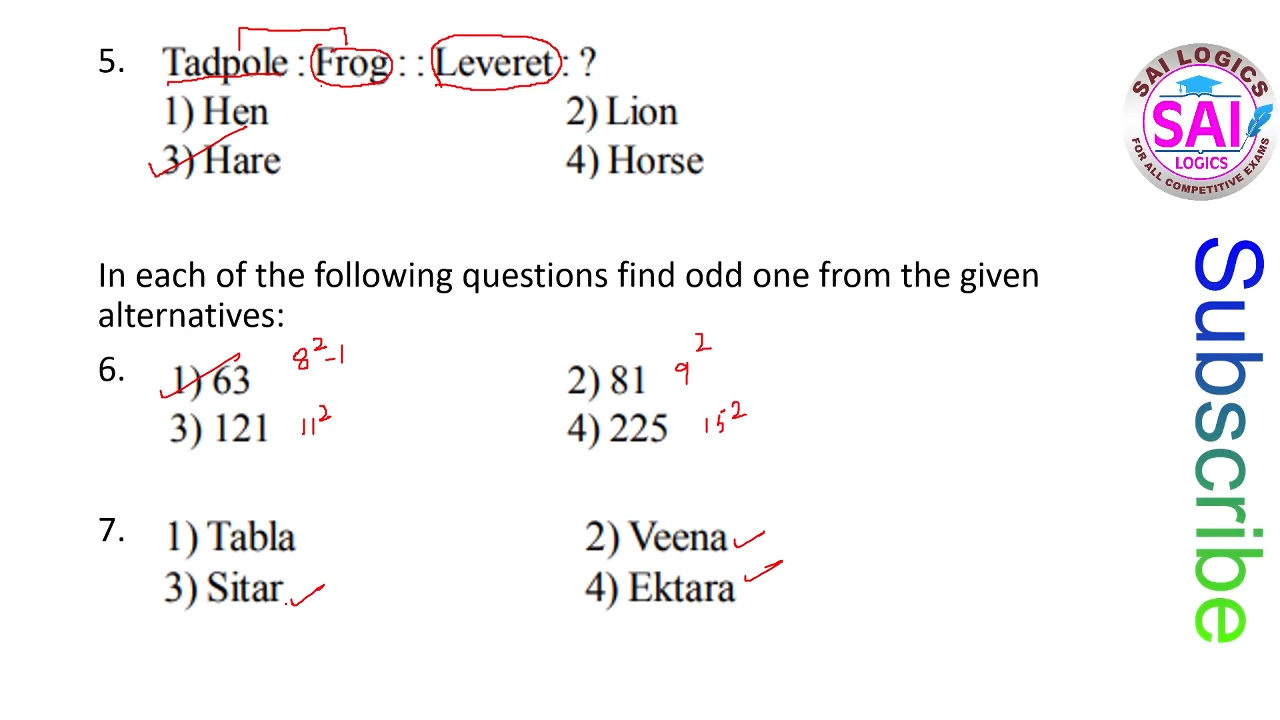 5. Tadpole : Frog : : Leveret : ?
1) Hen 2) Lion
3) Hare 4) Horse
In each of the following questions find odd one from the given
alternatives:
6. 1) 63 8²-1 2) 81 9²
3) 121 11² 4) 225 15²
7. 1) Tabla 2) Veena
3) Sitar 4) Ektara
SAI LOGICS
SAI
LOGICS
FOR ALL COMPETITIVE EXAMS
Subscribe